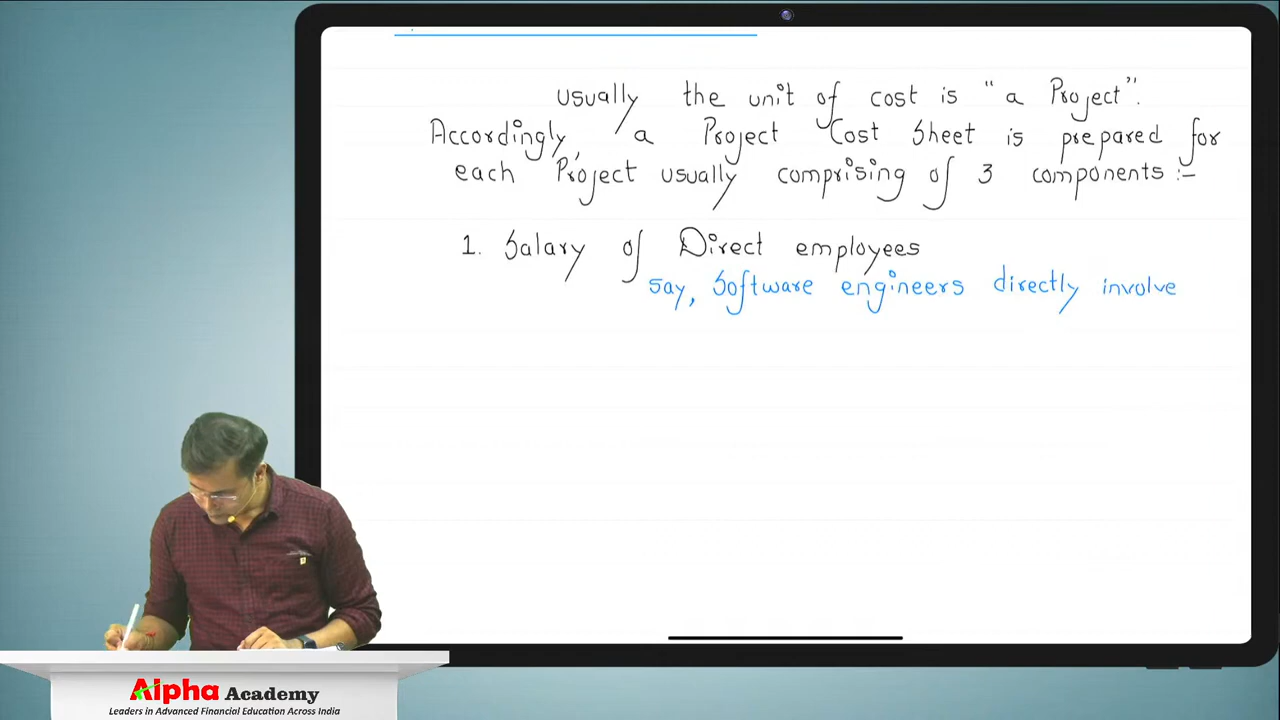 usually the unit of cost is "a Project".
Accordingly, a Project Cost Sheet is prepared for
each Project usually comprising of 3 components :-
1. Salary of Direct employees
say, Software engineers directly involve
Alpha Academy
Leaders in Advanced Financial Education Across India